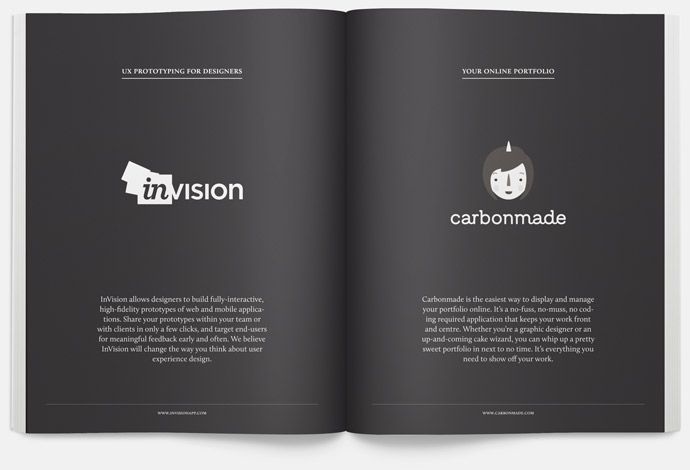 UX PROTOTYPING FOR DESIGNERS
invision
InVision allows designers to build fully-interactive,
high-fidelity prototypes of web and mobile applica-
tions. Share your prototypes within your team or
with clients in only a few clicks, and target end-users
for meaningful feedback early and often. We believe
InVision will change the way you think about user
experience design.
WWW.INVISIONAPP.COM
YOUR ONLINE PORTFOLIO
carbonmade
Carbonmade is the easiest way to display and manage
your portfolio online. It's a no-fuss, no-muss, no cod-
ing required application that keeps your work front
and centre. Whether you're a graphic designer or an
up-and-coming cake wizard, you can whip up a pretty
sweet portfolio in next to no time. It's everything you
need to show off your work.
WWW.CARBONMADE.COM